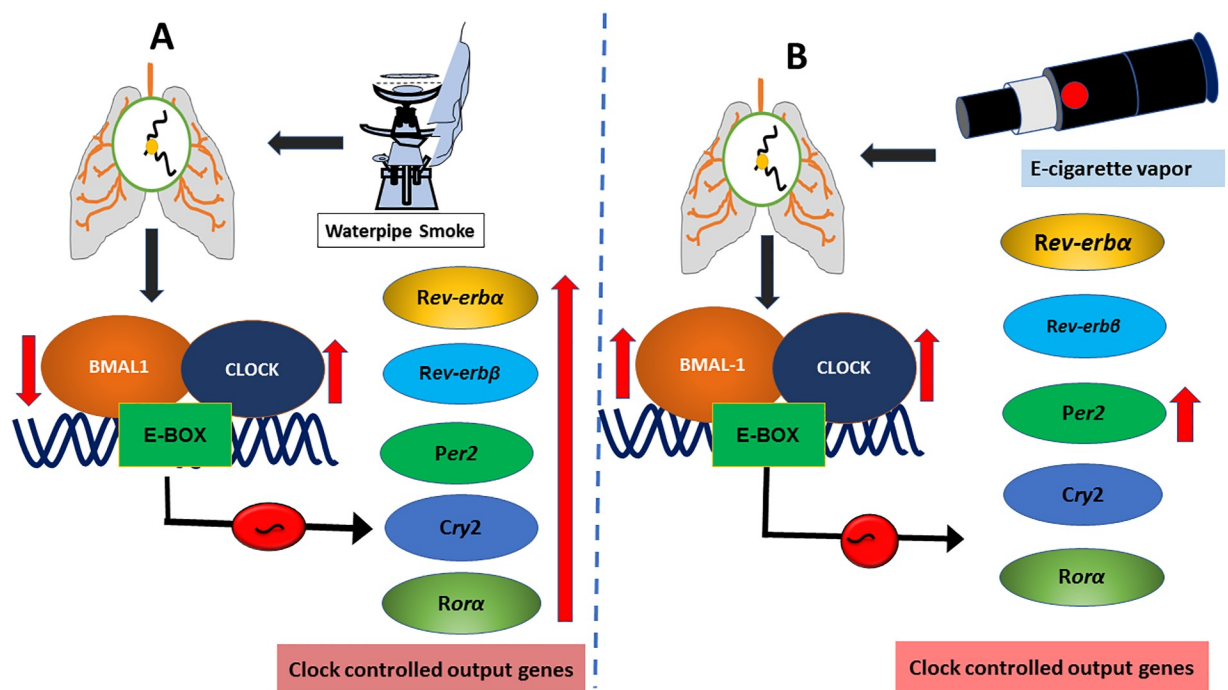 A
Waterpipe Smoke
Rev-erbα
Rev-erbβ
Per2
Cry2
Rorα
BMAL1
CLOCK
E-BOX
Clock controlled output genes
B
E-cigarette vapor
Rev-erbα
Rev-erbβ
Per2
Cry2
Rorα
BMAL-1
CLOCK
E-BOX
Clock controlled output genes